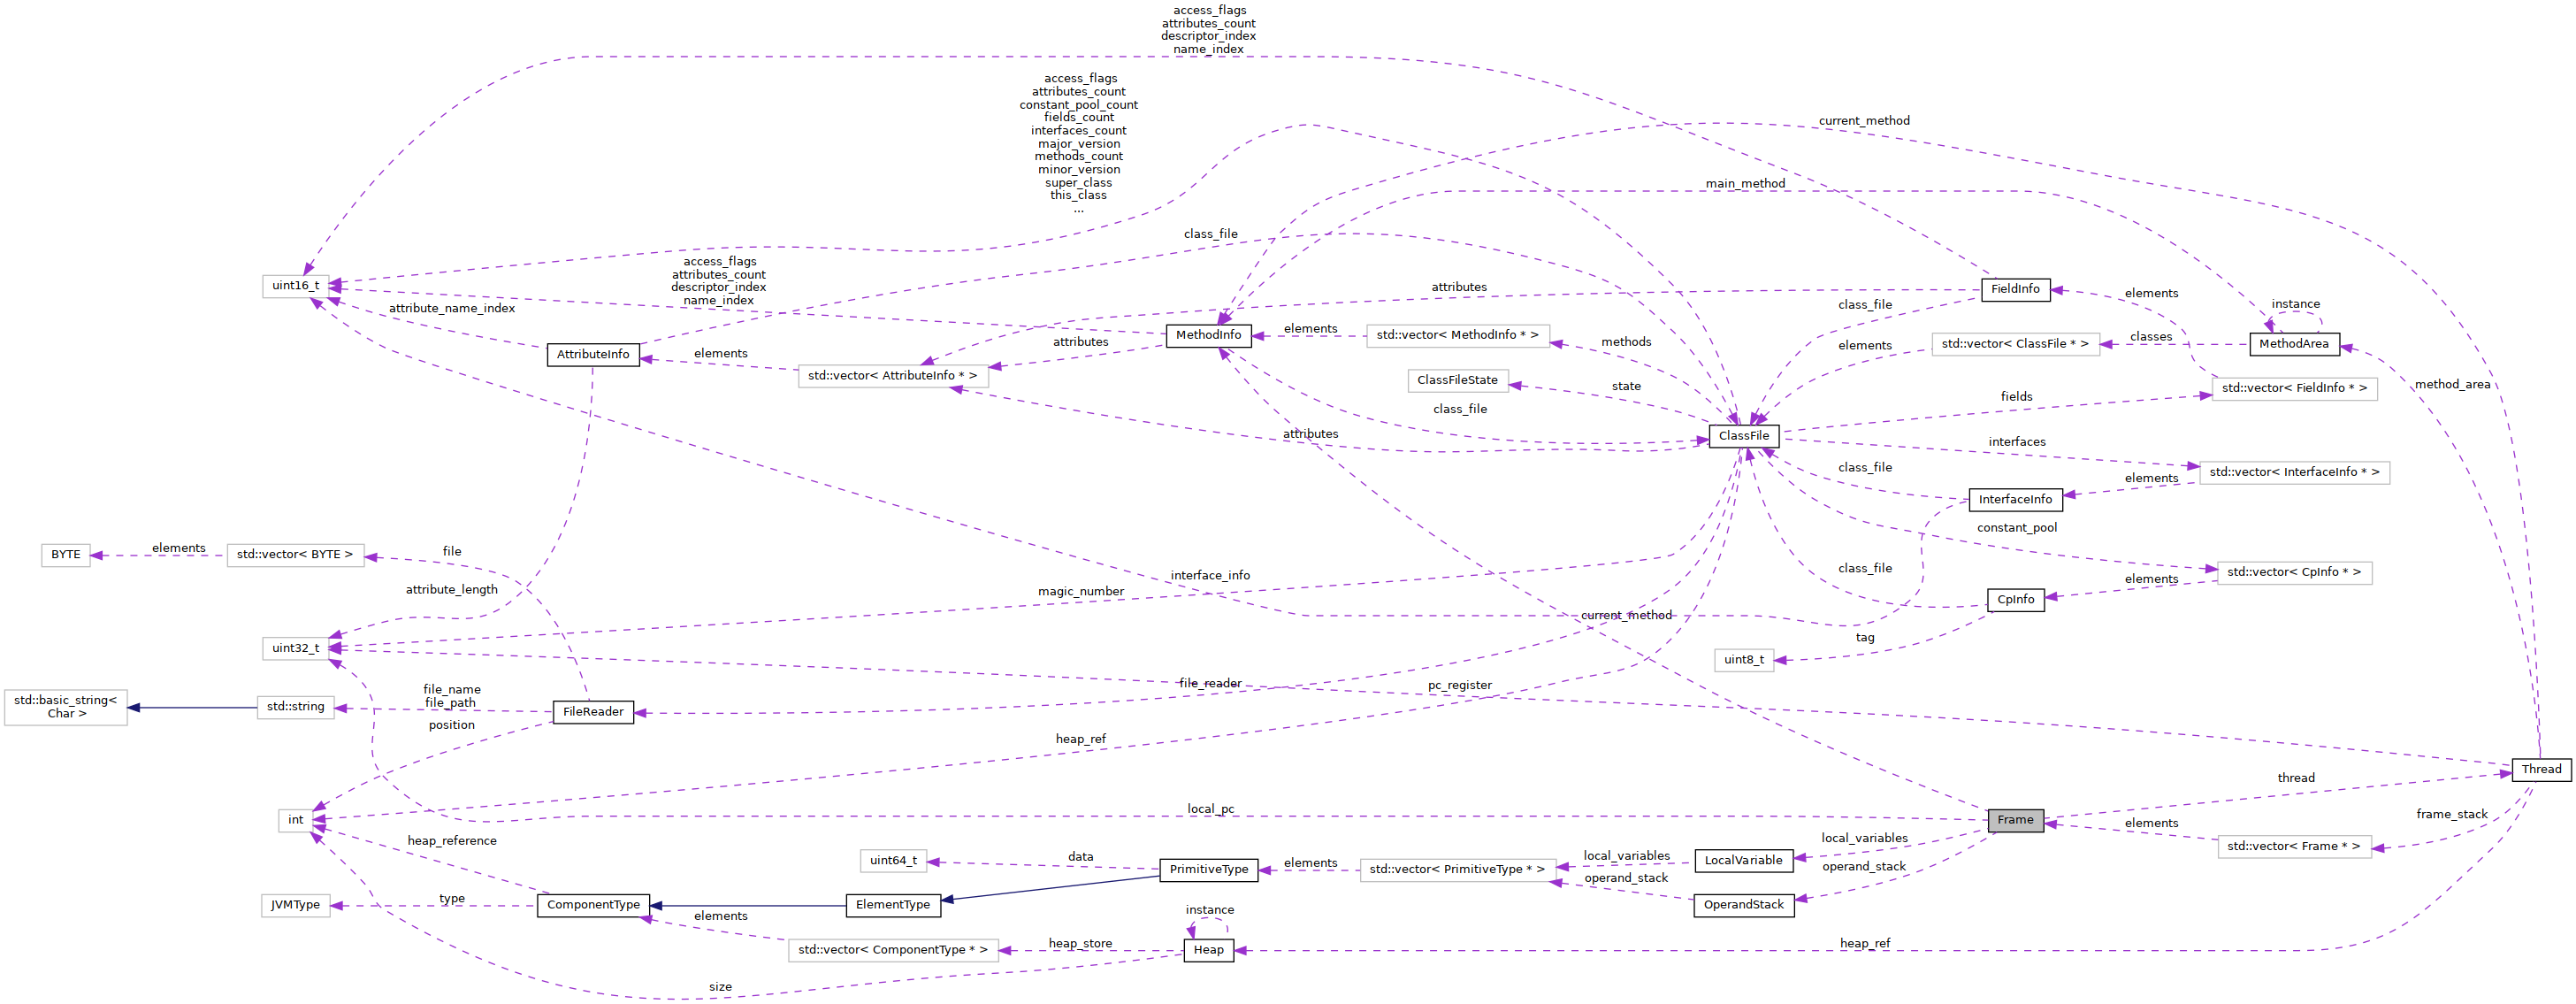 access_flags
attributes_count
descriptor_index
name_index
access_flags
attributes_count
constant_pool_count
fields_count
interfaces_count
major_version
methods_count
minor_version
super_class
this_class
...
current_method
main_method
class_file
access_flags
attributes_count
descriptor_index
name_index
uint16_t
attribute_name_index
attributes
FieldInfo
elements
instance
class_file
MethodInfo
elements
std::vector< MethodInfo * >
methods
std::vector< ClassFile * >
classes
MethodArea
elements
AttributeInfo
elements
attributes
std::vector< AttributeInfo * >
ClassFileState
state
std::vector< FieldInfo * >
method_area
class_file
fields
attributes
ClassFile
interfaces
class_file
std::vector< InterfaceInfo * >
elements
InterfaceInfo
constant_pool
BYTE
elements
std::vector< BYTE >
file
attribute_length
interface_info
magic_number
class_file
std::vector< CpInfo * >
elements
CpInfo
current_method
tag
uint32_t
uint8_t
file_reader
pc_register
std::basic_string<
Char >
std::string
file_name
file_path
FileReader
position
heap_ref
Thread
thread
int
local_pc
Frame
frame_stack
elements
std::vector< Frame * >
heap_reference
uint64_t
data
PrimitiveType
elements
std::vector< PrimitiveType * >
local_variables
LocalVariable
local_variables
operand_stack
operand_stack
JVMType
type
ComponentType
ElementType
OperandStack
elements
instance
std::vector< ComponentType * >
heap_store
Heap
heap_ref
size